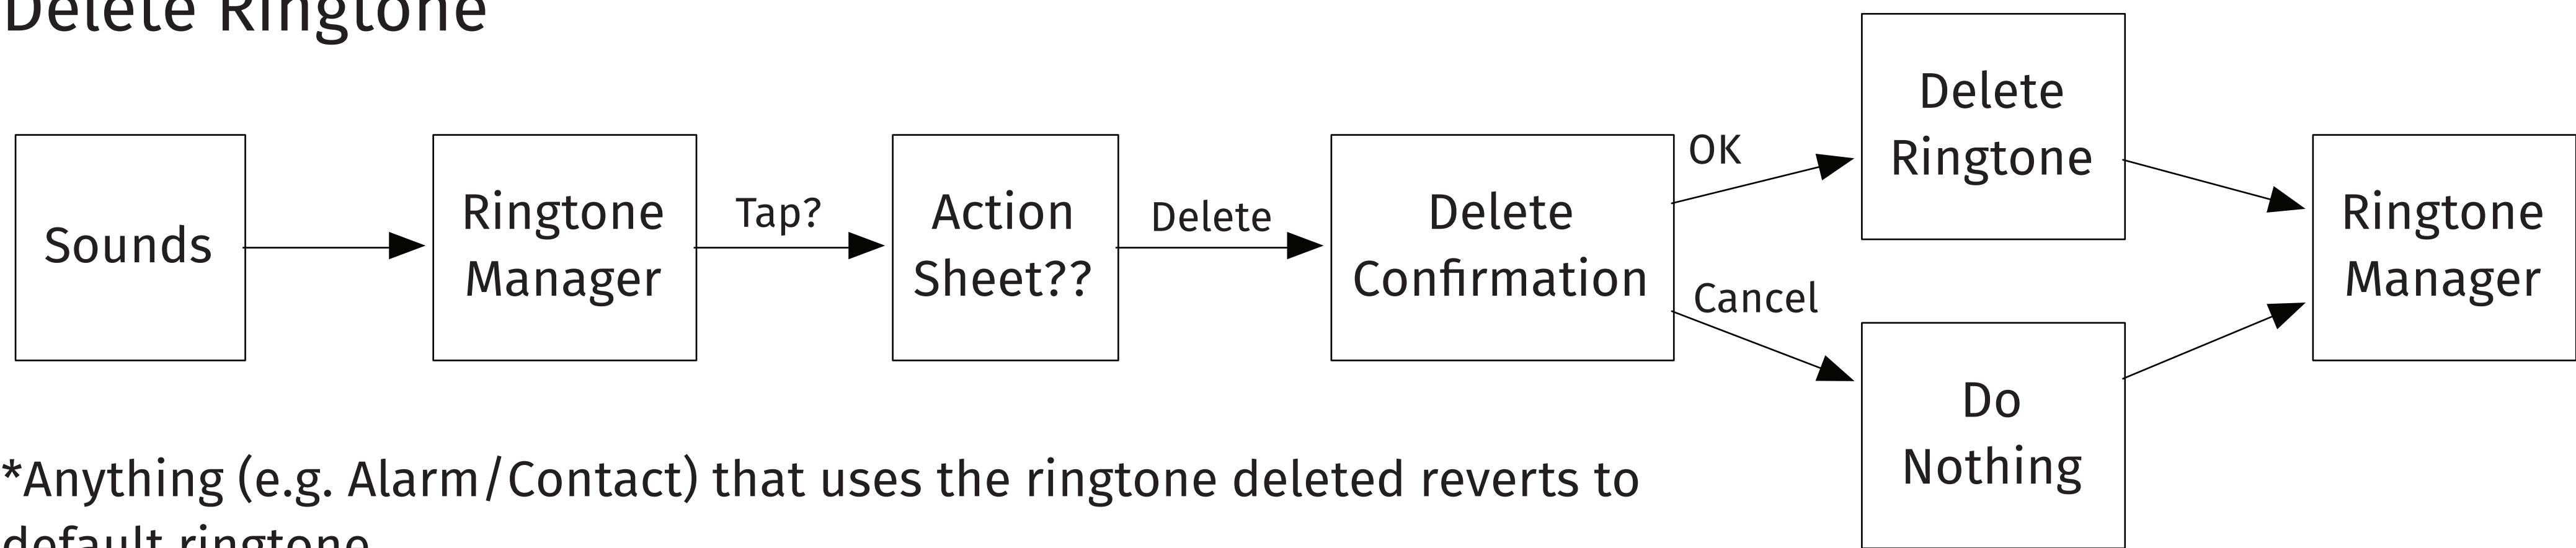 Delete Ringtone
Sounds
Ringtone
Manager
Tap?
Action
Sheet??
Delete
Delete
Confirmation
OK
Cancel
Delete
Ringtone
Do
Nothing
Ringtone
Manager
*Anything (e.g. Alarm/Contact) that uses the ringtone deleted reverts to
default ringtone